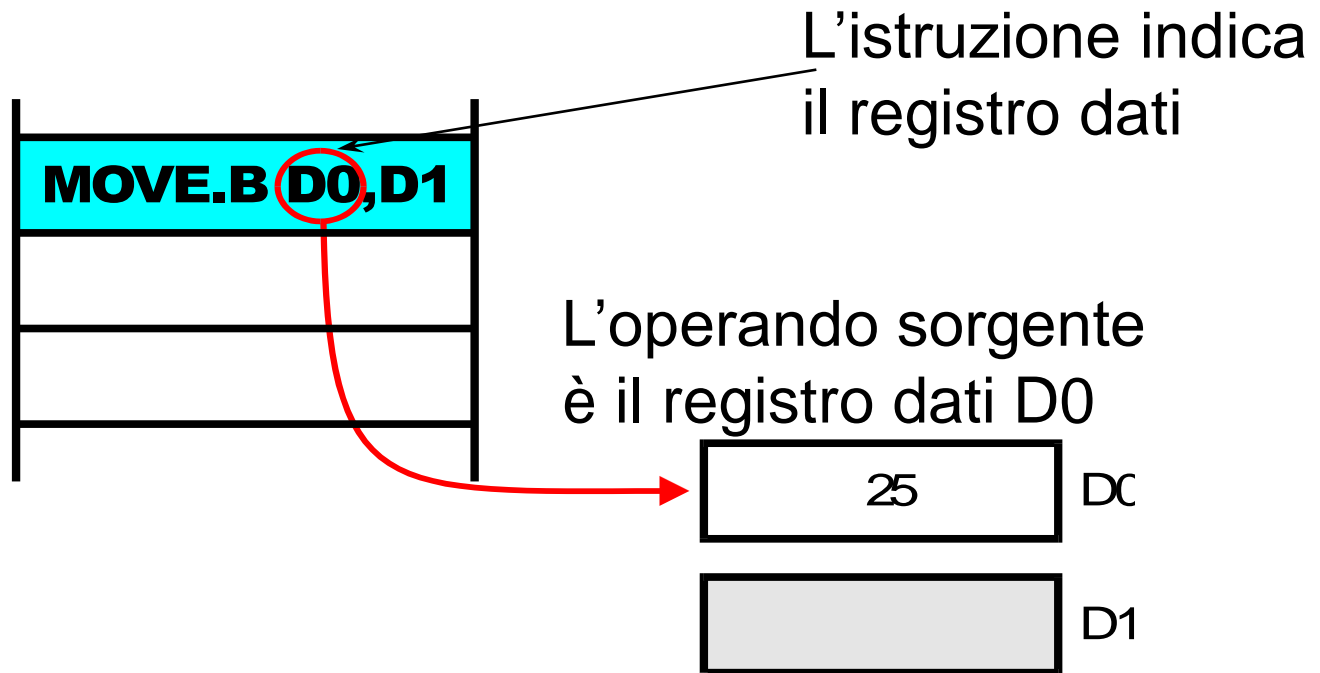 L'istruzione indica
il registro dati
MOVE.B D0,D1
L'operando sorgente
è il registro dati D0
25
D0
D1